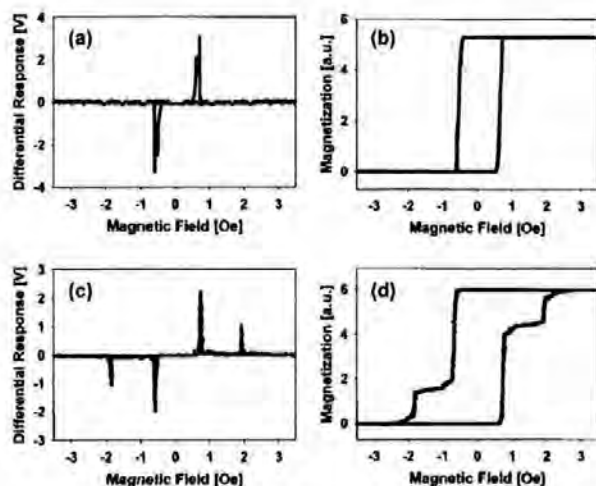 (a)
Differential Response [V]
4
2
0
-2
-4
-3 -2 -1 0 1 2 3
Magnetic Field [Oe]
(b)
Magnetization [a.u.]
6
4
2
0
-3 -2 -1 0 1 2 3
Magnetic Field [Oe]
(c)
Differential Response [V]
3
2
1
0
-1
-2
-3
-3 -2 -1 0 1 2 3
Magnetic Field [Oe]
(d)
Magnetization [a.u.]
6
4
2
0
-3 -2 -1 0 1 2 3
Magnetic Field [Oe]